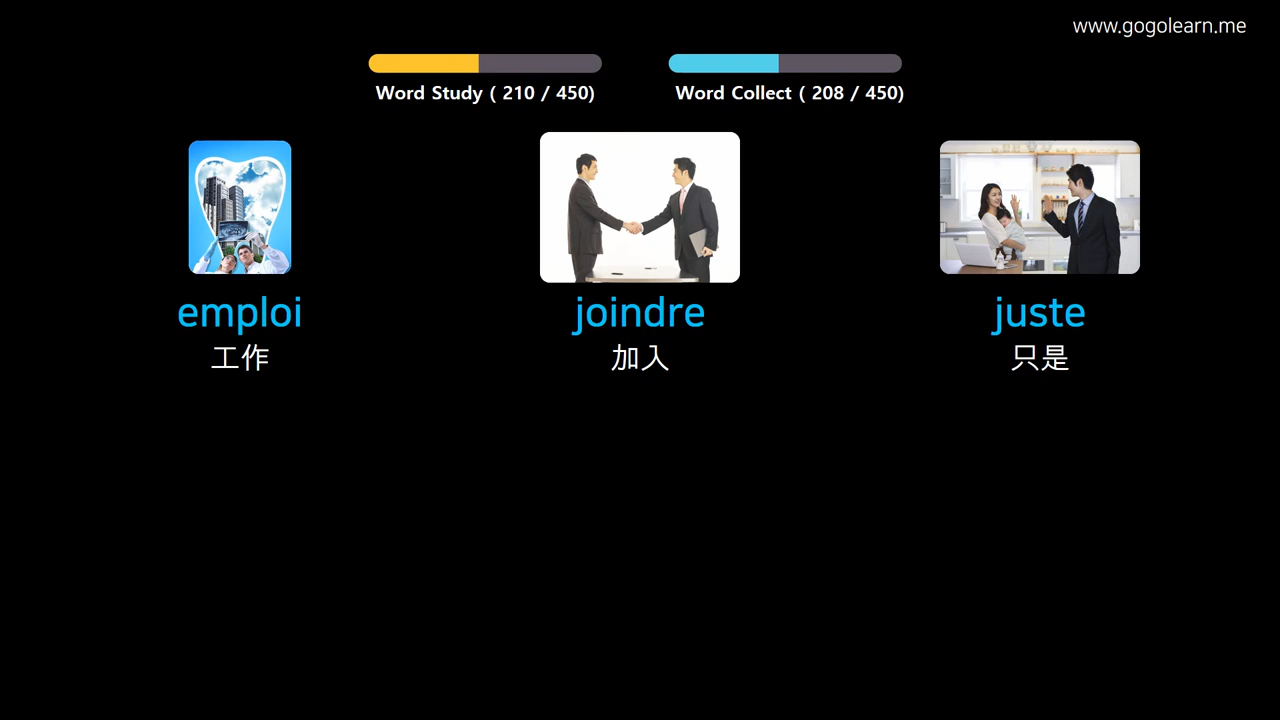 www.gogolearn.me
Word Study ( 210 / 450)
Word Collect ( 208 / 450)
emploi
工作
joindre
加入
juste
只是